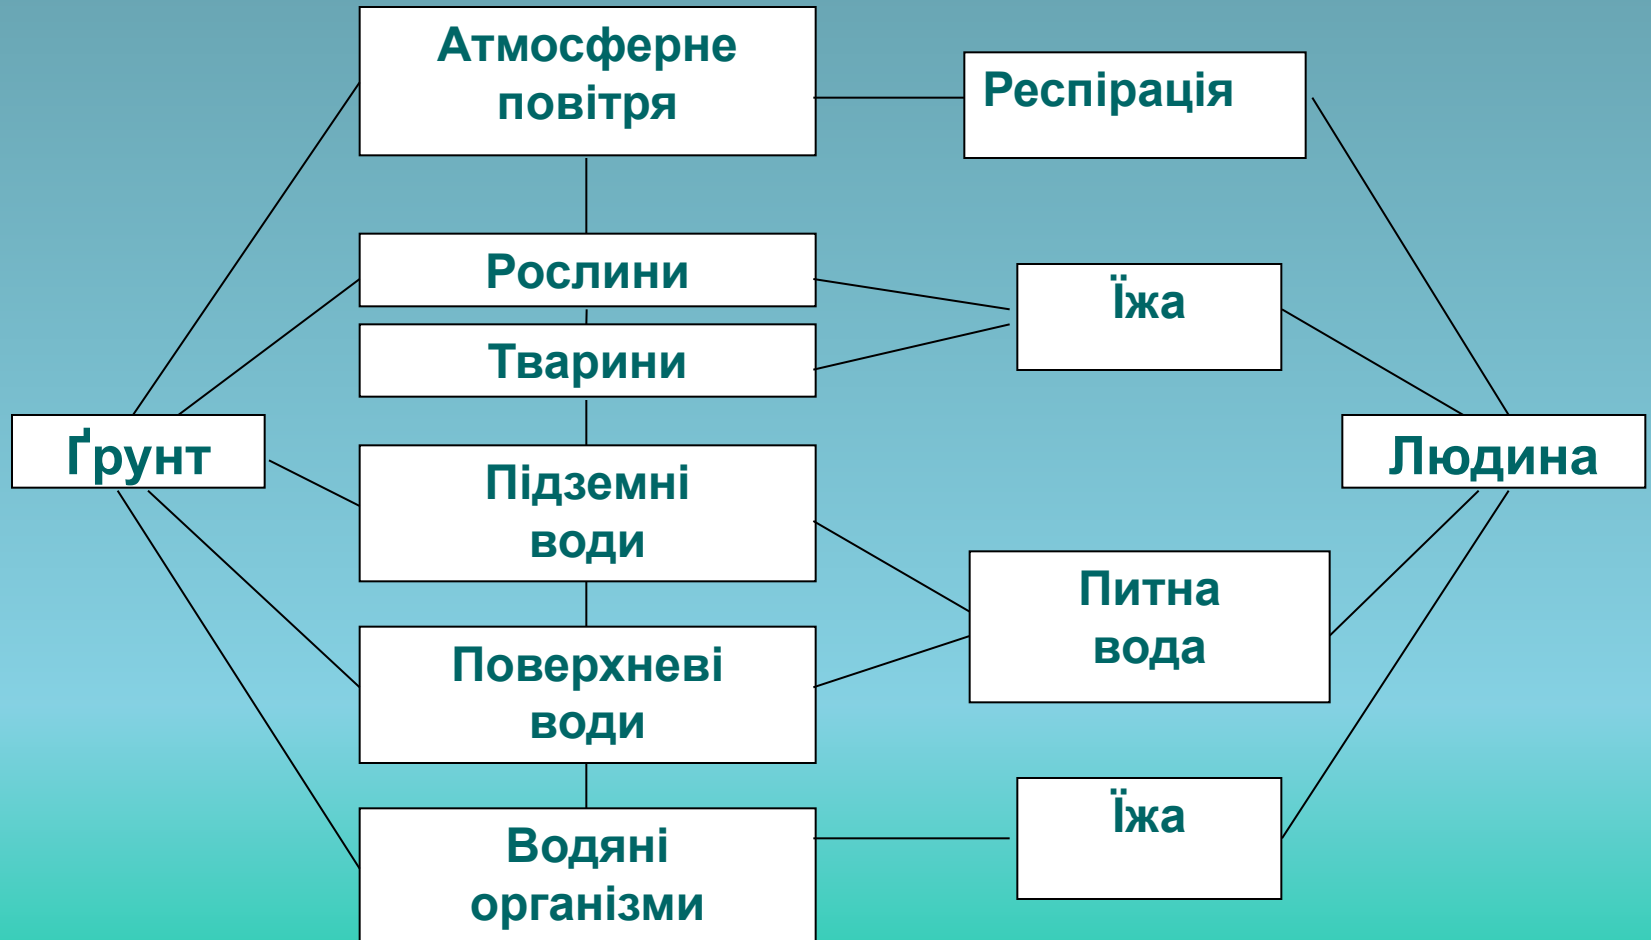 Атмосферне
повітря
Респірація
Рослини
Їжа
Тварини
Ґрунт
Людина
Підземні
води
Питна
вода
Поверхневі
води
Їжа
Водяні
організми